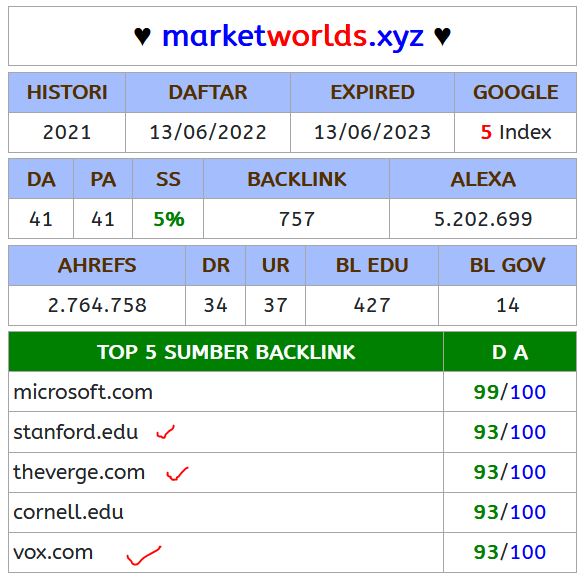 ♥ marketworlds.xyz ♥
HISTORI DAFTAR EXPIRED GOOGLE
2021 13/06/2022 13/06/2023 5 Index
DA PA SS BACKLINK ALEXA
41 41 5% 757 5.202.699
AHREFS DR UR BL EDU BL GOV
2.764.758 34 37 427 14
TOP 5 SUMBER BACKLINK D A
microsoft.com 99/100
stanford.edu 93/100
theverge.com 93/100
cornell.edu 93/100
vox.com 93/100